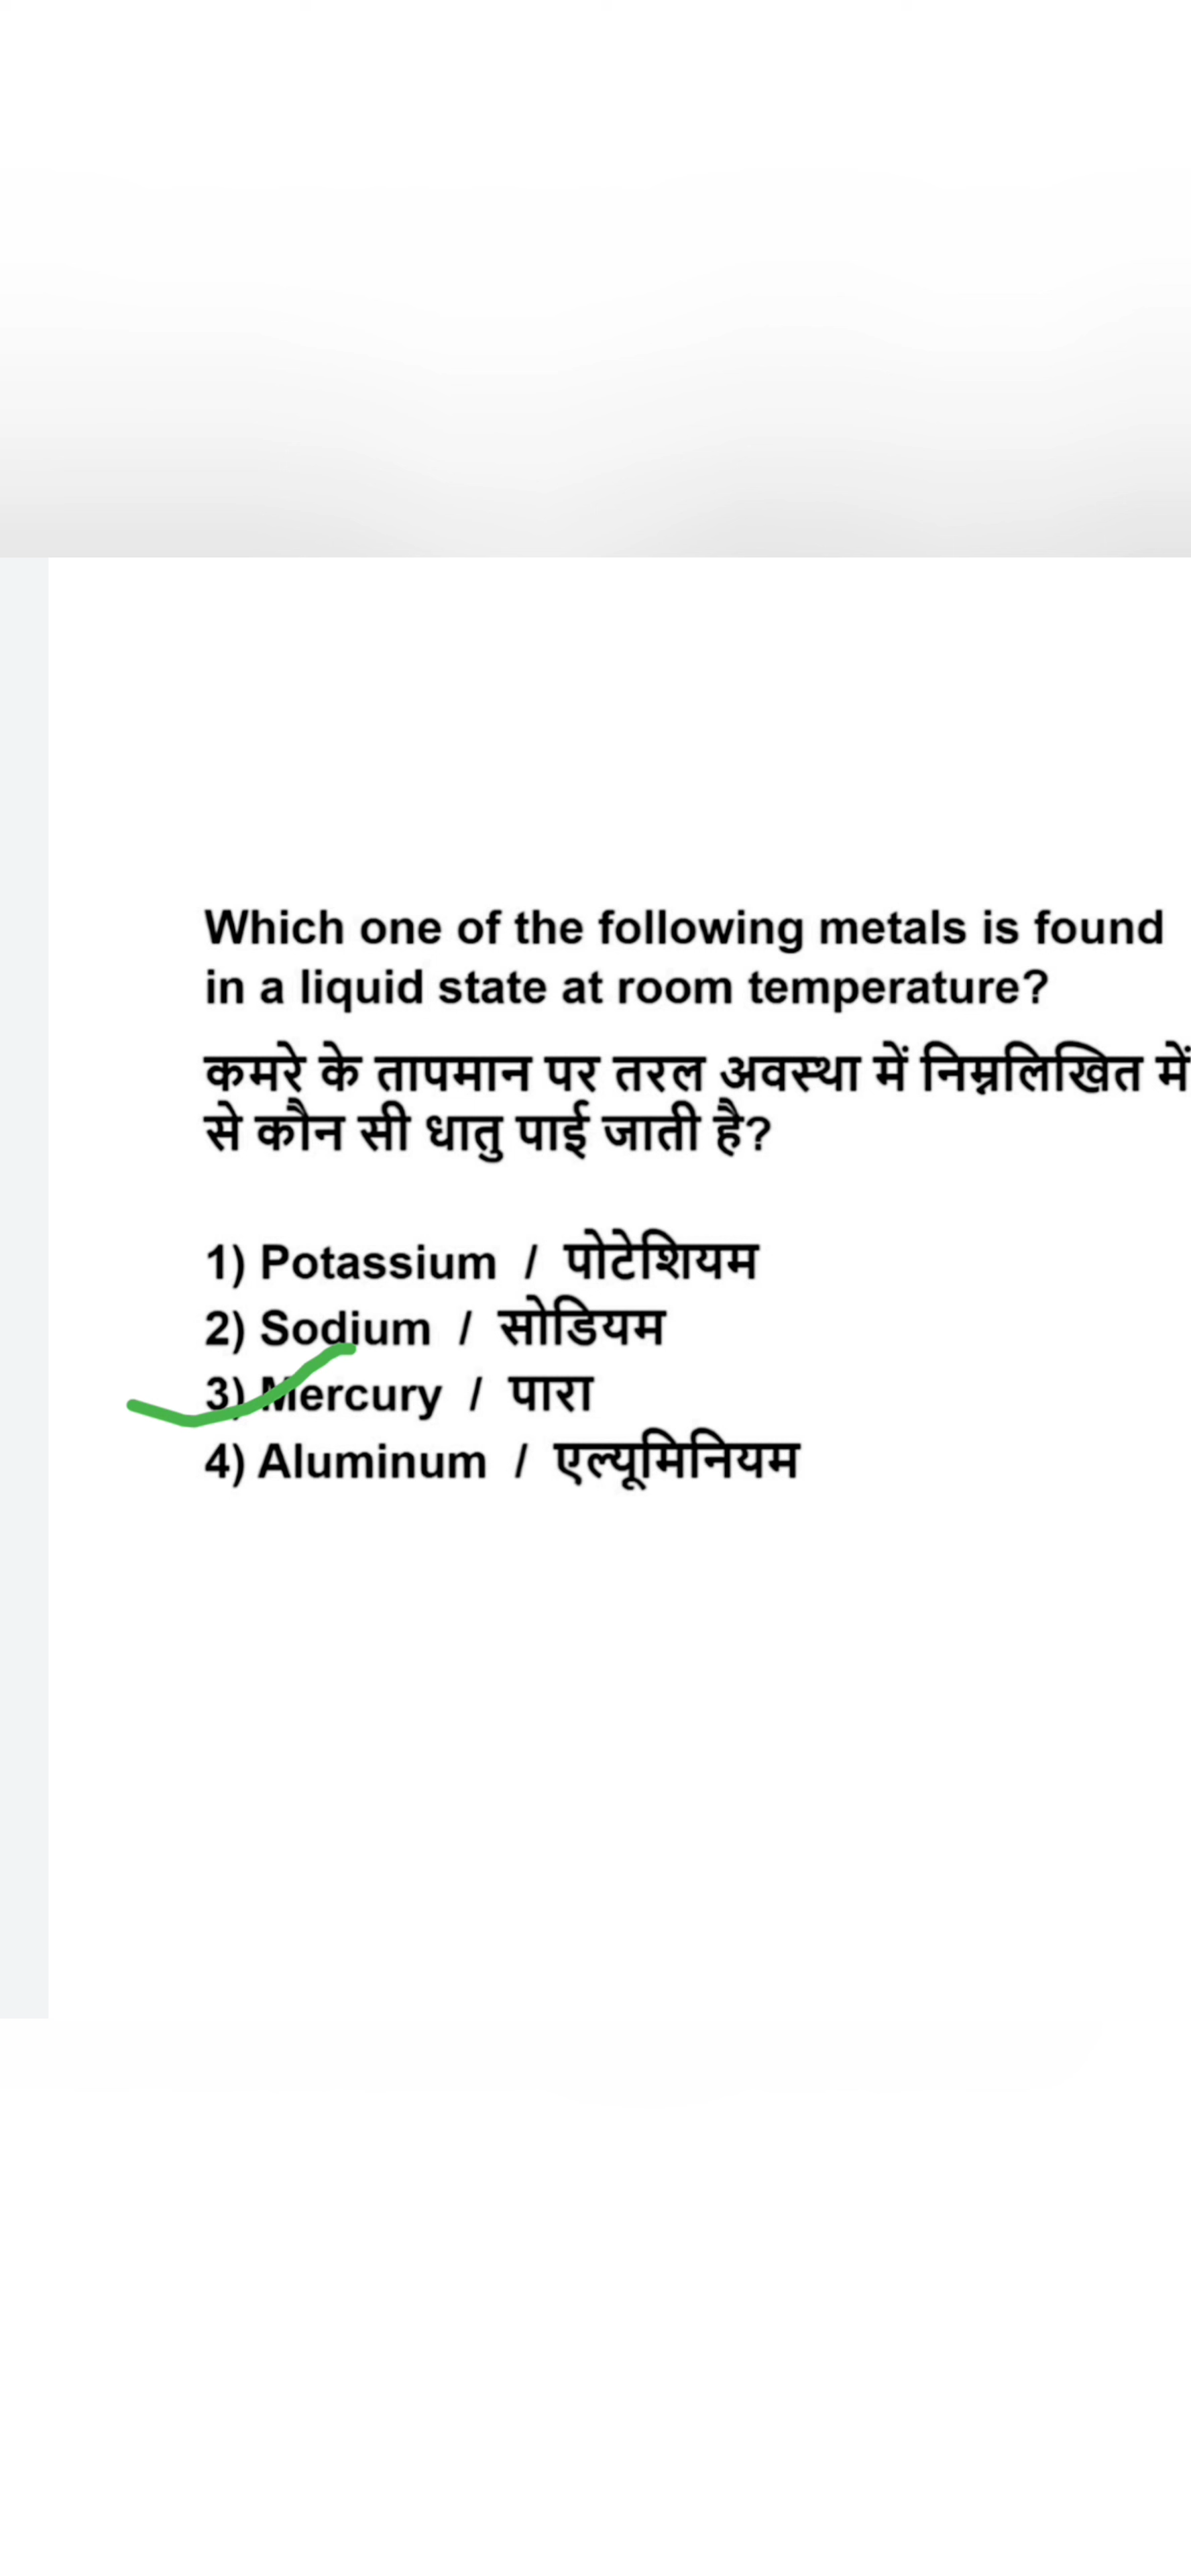 Which one of the following metals is found
in a liquid state at room temperature?
कमरे के तापमान पर तरल अवस्था में निम्नलिखित में
से कौन सी धातु पाई जाती है?
1) Potassium / पोटेशियम
2) Sodium / सोडियम
3) Mercury / पारा
4) Aluminum / एल्यूमिनियम